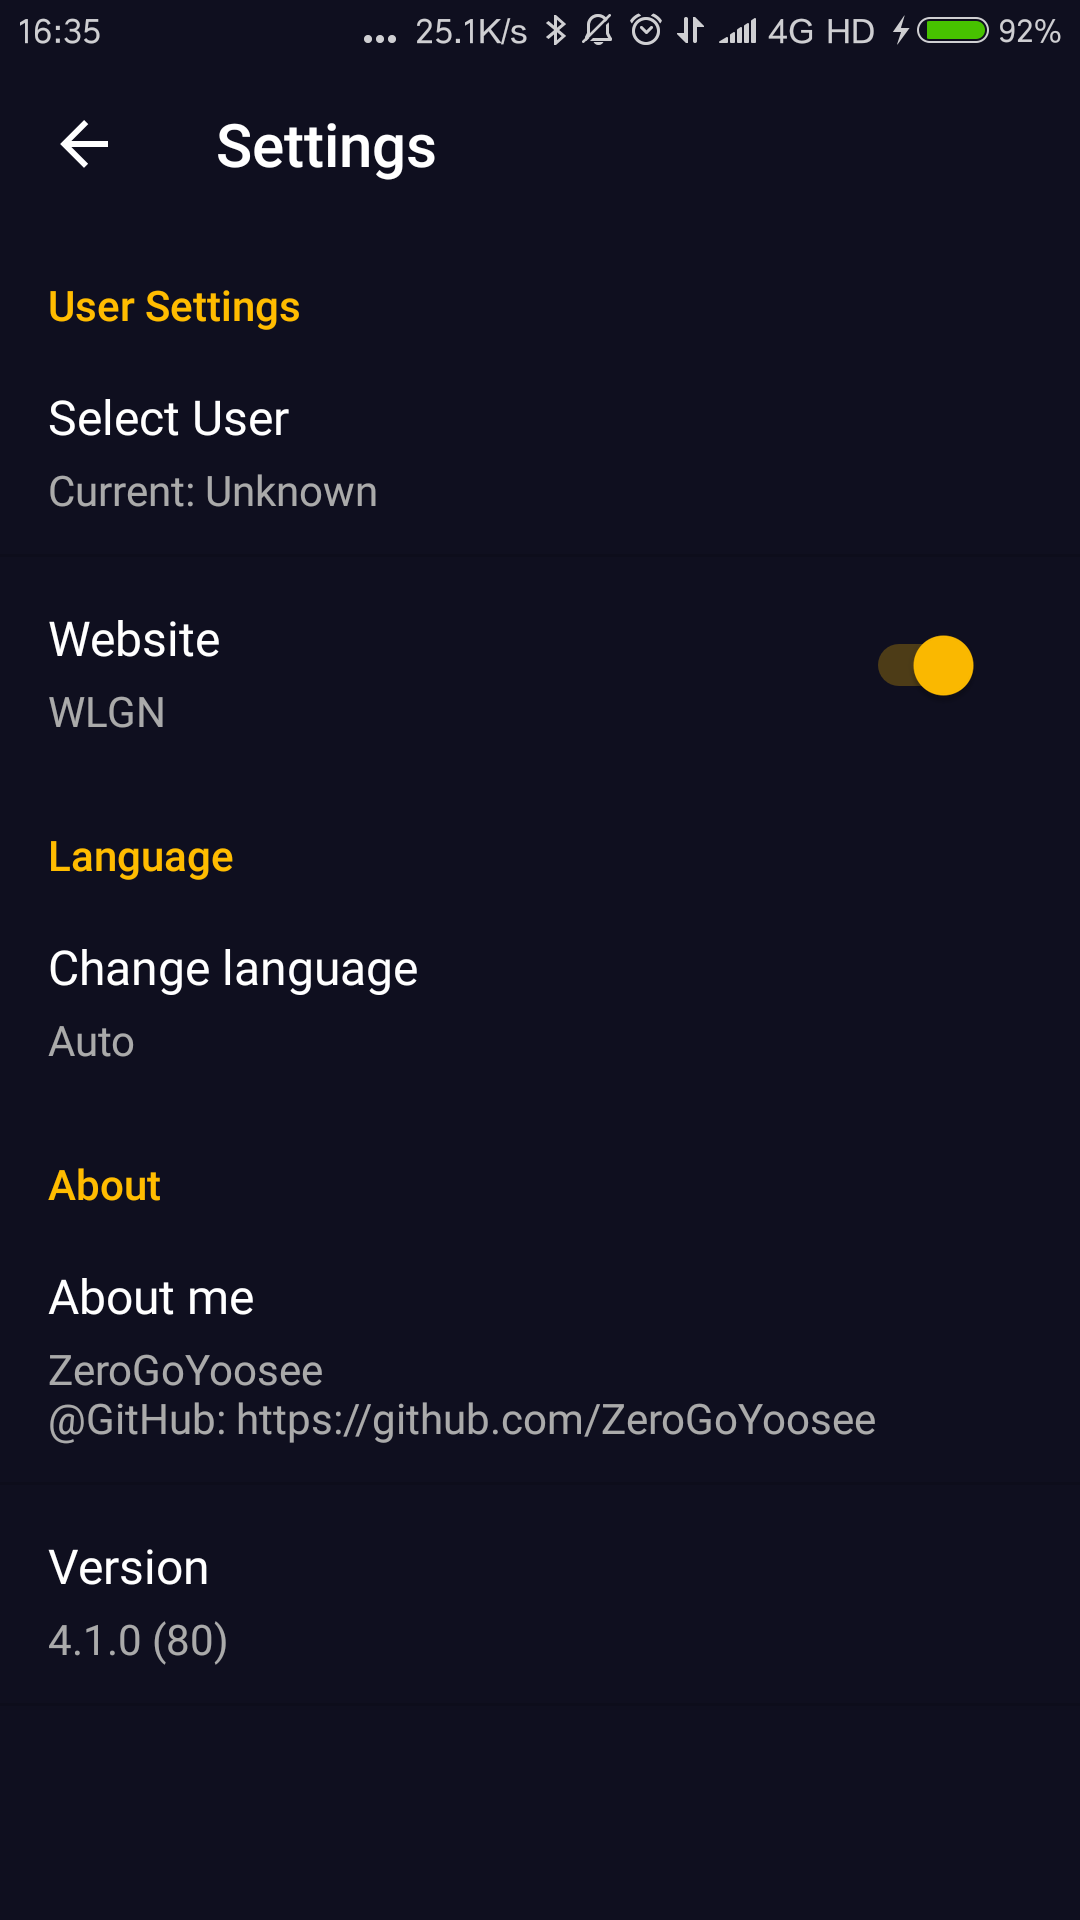 16:35 ... 25.1K/s 4G HD 92%
Settings
User Settings
Select User
Current: Unknown
Website
WLGN
Language
Change language
Auto
About
About me
ZeroGoYoosee
@GitHub: https://github.com/ZeroGoYoosee
Version
4.1.0 (80)